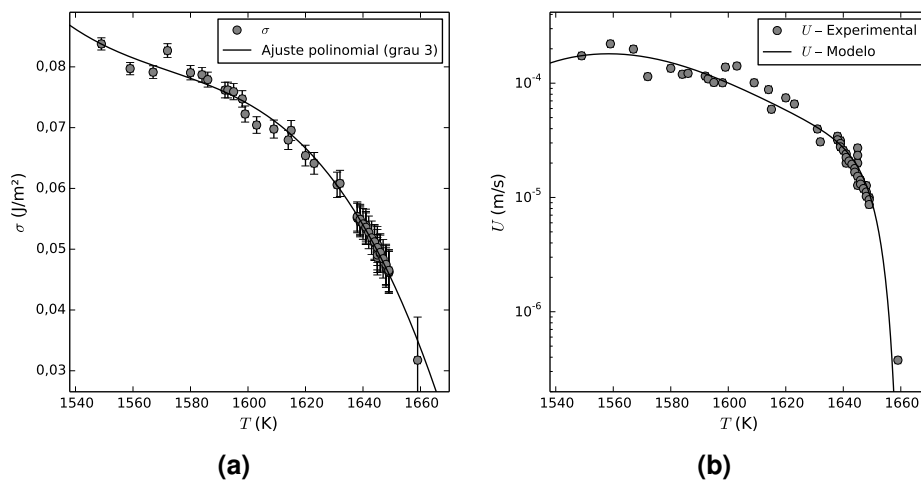 σ
Ajuste polinomial (grau 3)
0,08
0,07
0,06
0,05
0,04
0,03
σ (J/m²)
1540 1560 1580 1600 1620 1640 1660
T (K)
(a)
U − Experimental
U − Modelo
10⁻⁴
10⁻⁵
10⁻⁶
U (m/s)
1540 1560 1580 1600 1620 1640 1660
T (K)
(b)